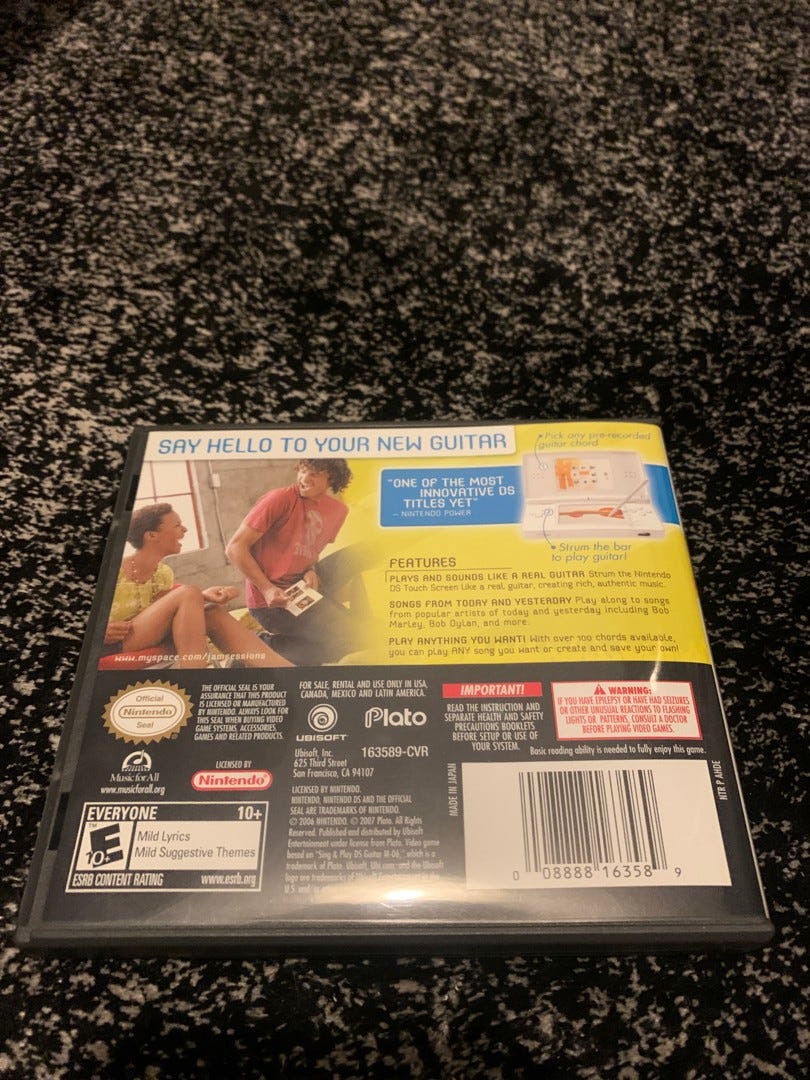 SAY HELLO TO YOUR NEW GUITAR
Pick any pre-recorded
guitar chord
"ONE OF THE MOST
INNOVATIVE DS
TITLES YET"
- NINTENDO POWER
Strum the bar
to play guitar!
FEATURES
PLAYS AND SOUNDS LIKE A REAL GUITAR Strum the Nintendo
DS Touch Screen like a real guitar, creating rich, authentic music.
SONGS FROM TODAY AND YESTERDAY Play along to songs
from popular artists of today and yesterday including Bob
Marley, Bob Dylan, and more.
PLAY ANYTHING YOU WANT! With over 100 chords available,
you can play ANY song you want or create and save your own!
www.myspace.com/jamsessions
Official
Nintendo
Seal
THE OFFICIAL SEAL IS YOUR
ASSURANCE THAT THIS PRODUCT
IS LICENSED OR MANUFACTURED
BY NINTENDO. ALWAYS LOOK FOR
THIS SEAL WHEN BUYING VIDEO
GAME SYSTEMS, ACCESSORIES,
GAMES AND RELATED PRODUCTS.
Music for All
www.musicforall.org
LICENSED BY
Nintendo
EVERYONE 10+
E
10+
TM
Mild Lyrics
Mild Suggestive Themes
ESRB CONTENT RATING www.esrb.org
FOR SALE, RENTAL AND USE ONLY IN USA,
CANADA, MEXICO AND LATIN AMERICA.
UBISOFT
Plato
Ubisoft, Inc. 163589-CVR
625 Third Street
San Francisco, CA 94107
LICENSED BY NINTENDO.
NINTENDO, NINTENDO DS AND THE OFFICIAL
SEAL ARE TRADEMARKS OF NINTENDO.
© 2006 NINTENDO. © 2007 Plato. All Rights
Reserved. Published and distributed by Ubisoft
Entertainment under license from Plato. Video game
based on "Sing & Play DS Guitar M-06," which is a
trademark of Plato. Ubisoft, Ubi.com, and the Ubisoft
logo are trademarks of
U.S. and
IMPORTANT!
READ THE INSTRUCTION AND
SEPARATE HEALTH AND SAFETY
PRECAUTIONS BOOKLETS
BEFORE SETUP OR USE OF
YOUR SYSTEM.
WARNING:
IF YOU HAVE EPILEPSY OR HAVE HAD SEIZURES
OR OTHER UNUSUAL REACTIONS TO FLASHING
LIGHTS OR PATTERNS, CONSULT A DOCTOR
BEFORE PLAYING VIDEO GAMES.
Basic reading ability is needed to fully enjoy this game.
MADE IN JAPAN
NTR P AHDE
0 08888 16358 9